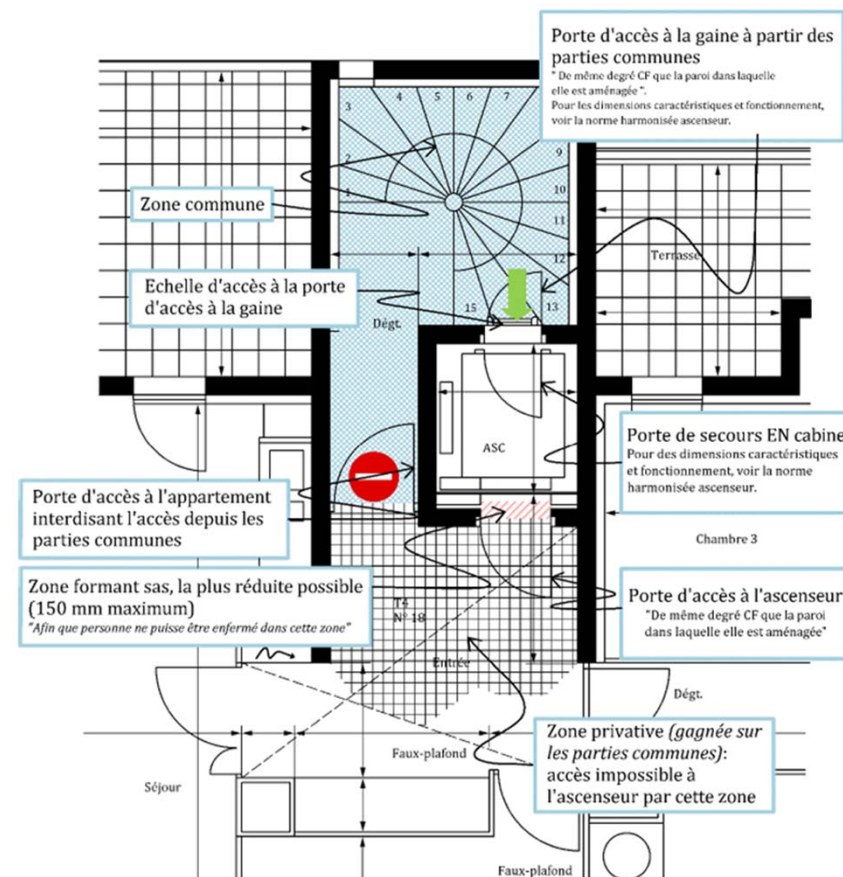 Porte d'accès à la gaine à partir des
parties communes
" De même degré CF que la paroi dans laquelle
elle est aménagée ".
Pour les dimensions caractéristiques et fonctionnement,
voir la norme harmonisée ascenseur.
3
4
5
6
7
2
1
9
10
11
12
13
15
Zone commune
Terrasse
Echelle d'accès à la porte
d'accès à la gaine
Dégt.
ASC
Porte de secours EN cabine
Pour des dimensions caractéristiques
et fonctionnement, voir la norme
harmonisée ascenseur.
Porte d'accès à l'appartement
interdisant l'accès depuis les
parties communes
Chambre 3
Zone formant sas, la plus réduite possible
(150 mm maximum)
"Afin que personne ne puisse être enfermé dans cette zone"
T4
N° 18
Porte d'accès à l'ascenseur
"De même degré CF que la paroi
dans laquelle elle est aménagée"
Entrée
Dégt.
Zone privative (gagnée sur
les parties communes):
accès impossible à
l'ascenseur par cette zone
Faux-plafond
Séjour
Faux-plafond